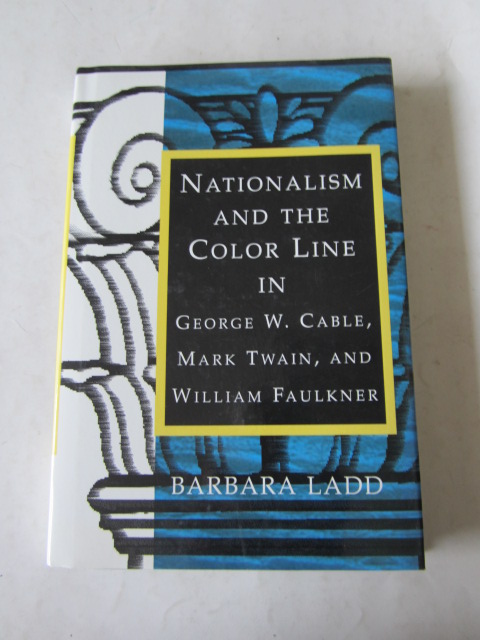 NATIONALISM
AND THE
COLOR LINE
IN
GEORGE W. CABLE,
MARK TWAIN, AND
WILLIAM FAULKNER
BARBARA LADD